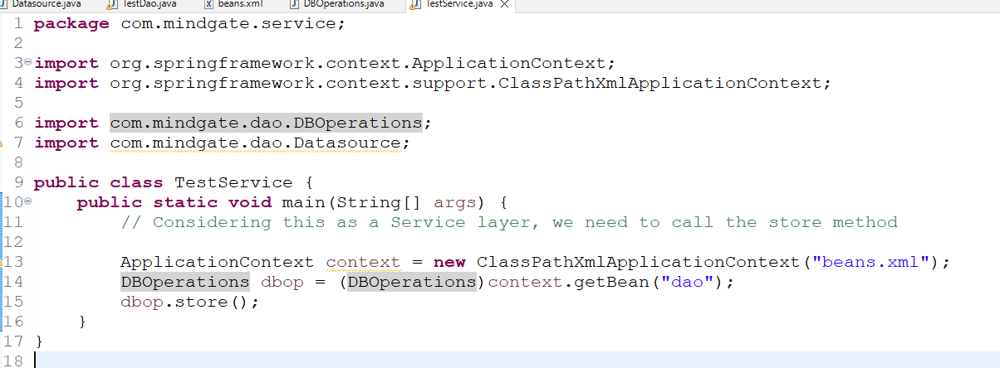 Datasource.java TestDao.java beans.xml DBOperations.java TestService.java
1 package com.mindgate.service;
2
3 import org.springframework.context.ApplicationContext;
4 import org.springframework.context.support.ClassPathXmlApplicationContext;
5
6 import com.mindgate.dao.DBOperations;
7 import com.mindgate.dao.Datasource;
8
9 public class TestService {
10 public static void main(String[] args) {
11 // Considering this as a Service layer, we need to call the store method
12
13 ApplicationContext context = new ClassPathXmlApplicationContext("beans.xml");
14 DBOperations dbop = (DBOperations)context.getBean("dao");
15 dbop.store();
16 }
17 }
18